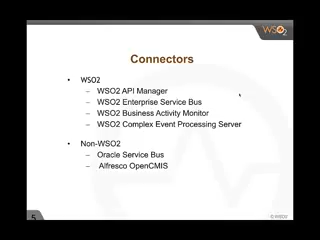 WSO2
Connectors
• WSO2
– WSO2 API Manager
– WSO2 Enterprise Service Bus
– WSO2 Business Activity Monitor
– WSO2 Complex Event Processing Server
• Non-WSO2
– Oracle Service Bus
– Alfresco OpenCMIS
5
© WSO2